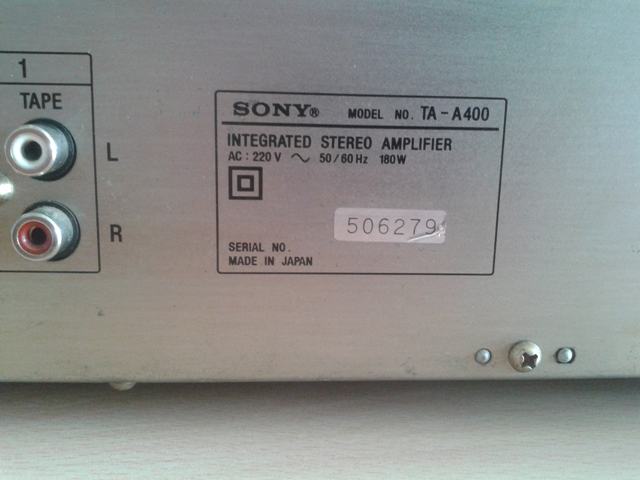 1
TAPE
L
R
SONY® MODEL NO. TA-A400
INTEGRATED STEREO AMPLIFIER
AC: 220V ~ 50/60Hz 180W
506279
SERIAL NO.
MADE IN JAPAN